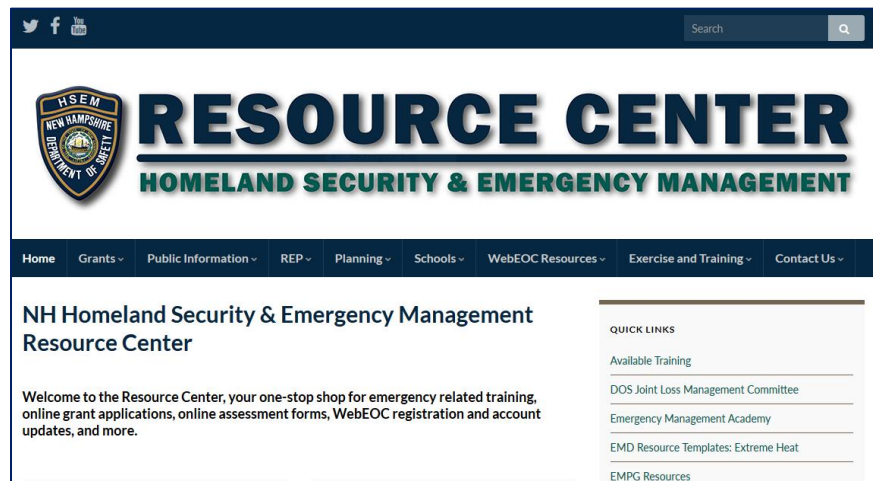 You
Tube
Search
HSEM
NEW HAMPSHIRE
DEPARTMENT OF SAFETY
RESOURCE CENTER
HOMELAND SECURITY & EMERGENCY MANAGEMENT
Home Grants Public Information REP Planning Schools WebEOC Resources Exercise and Training Contact Us
NH Homeland Security & Emergency Management
Resource Center
Welcome to the Resource Center, your one-stop shop for emergency related training,
online grant applications, online assessment forms, WebEOC registration and account
updates, and more.
QUICK LINKS
Available Training
DOS Joint Loss Management Committee
Emergency Management Academy
EMD Resource Templates: Extreme Heat
EMPG Resources